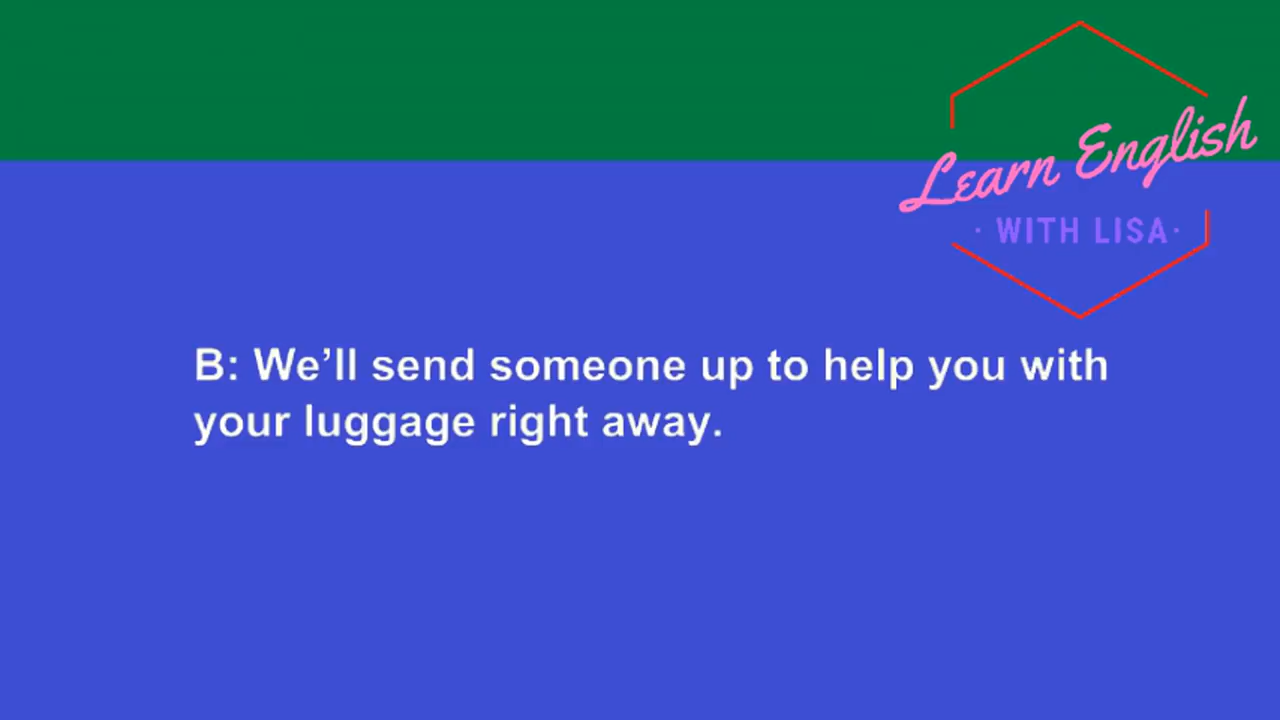 Learn English
· WITH LISA·
B: We’ll send someone up to help you with
your luggage right away.